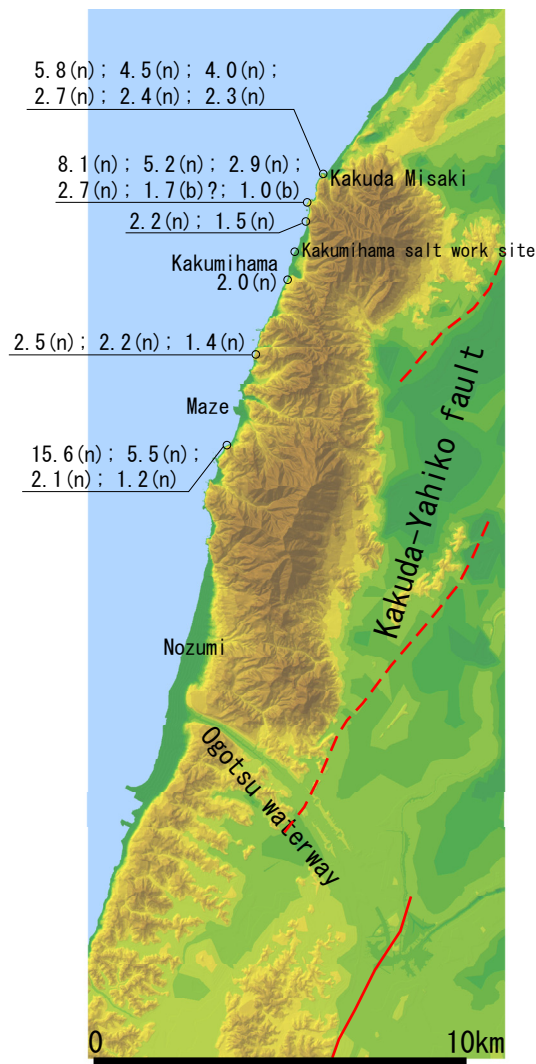 5.8(n); 4.5(n); 4.0(n);
2.7(n); 2.4(n); 2.3(n)
8.1(n); 5.2(n); 2.9(n);
2.7(n); 1.7(b)?; 1.0(b)
Kakuda Misaki
2.2(n); 1.5(n)
Kakumihama salt work site
Kakumihama
2.0(n)
2.5(n); 2.2(n); 1.4(n)
Maze
15.6(n); 5.5(n);
2.1(n); 1.2(n)
Kakuda-Yahiko fault
Nozumi
Ogotsu waterway
0 10km